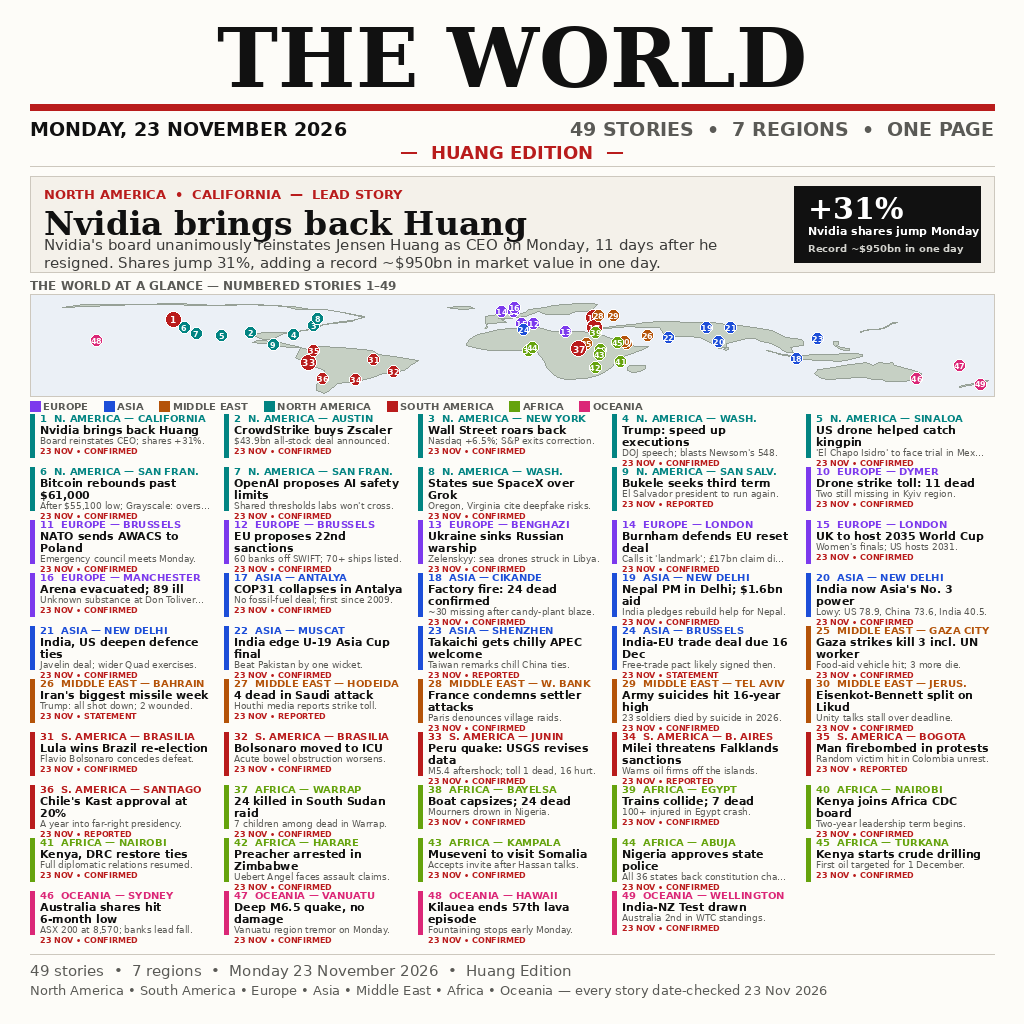 THE WORLD
MONDAY, 23 NOVEMBER 2026
49 STORIES • 7 REGIONS • ONE PAGE
— HUANG EDITION —
NORTH AMERICA • CALIFORNIA — LEAD STORY
Nvidia brings back Huang
Nvidia's board unanimously reinstates Jensen Huang as CEO on Monday, 11 days after he
resigned. Shares jump 31%, adding a record ~$950bn in market value in one day.
+31%
Nvidia shares jump Monday
Record ~$950bn in one day
THE WORLD AT A GLANCE — NUMBERED STORIES 1–49
EUROPE
ASIA
MIDDLE EAST
NORTH AMERICA
SOUTH AMERICA
AFRICA
OCEANIA
1 N. AMERICA — CALIFORNIA
Nvidia brings back Huang
Board reinstates CEO; shares +31%.
23 NOV • CONFIRMED
2 N. AMERICA — AUSTIN
CrowdStrike buys Zscaler
$43.9bn all-stock deal announced.
23 NOV • CONFIRMED
3 N. AMERICA — NEW YORK
Wall Street roars back
Nasdaq +6.5%; S&P exits correction.
23 NOV • CONFIRMED
4 N. AMERICA — WASH.
Trump: speed up
executions
DOJ speech; blasts Newsom's 548.
23 NOV • CONFIRMED
5 N. AMERICA — SINALOA
US drone helped catch
kingpin
'El Chapo Isidro' to face trial in Mex...
23 NOV • CONFIRMED
6 N. AMERICA — SAN FRAN.
Bitcoin rebounds past
$61,000
After $55,100 low; Grayscale: overs...
23 NOV • CONFIRMED
7 N. AMERICA — SAN FRAN.
OpenAI proposes AI safety
limits
Shared thresholds labs won't cross.
23 NOV • CONFIRMED
8 N. AMERICA — WASH.
States sue SpaceX over
Grok
Oregon, Virginia cite deepfake risks.
23 NOV • CONFIRMED
9 N. AMERICA — SAN SALV.
Bukele seeks third term
El Salvador president to run again.
23 NOV • REPORTED
10 EUROPE — DYMER
Drone strike toll: 11 dead
Two still missing in Kyiv region.
23 NOV • CONFIRMED
11 EUROPE — BRUSSELS
NATO sends AWACS to
Poland
Emergency council meets Monday.
23 NOV • CONFIRMED
12 EUROPE — BRUSSELS
EU proposes 22nd
sanctions
60 banks off SWIFT; 70+ ships listed.
23 NOV • CONFIRMED
13 EUROPE — BENGHAZI
Ukraine sinks Russian
warship
Zelenskyy: sea drones struck in Libya.
23 NOV • CONFIRMED
14 EUROPE — LONDON
Burnham defends EU reset
deal
Calls it 'landmark'; £17bn claim di...
23 NOV • CONFIRMED
15 EUROPE — LONDON
UK to host 2035 World Cup
Women's finals; US hosts 2031.
23 NOV • CONFIRMED
16 EUROPE — MANCHESTER
Arena evacuated; 89 ill
Unknown substance at Don Toliver...
23 NOV • CONFIRMED
17 ASIA — ANTALYA
COP31 collapses in Antalya
No fossil-fuel deal; first since 2009.
23 NOV • CONFIRMED
18 ASIA — CIKANDE
Factory fire: 24 dead
confirmed
~30 missing after candy-plant blaze.
23 NOV • CONFIRMED
19 ASIA — NEW DELHI
Nepal PM in Delhi; $1.6bn
aid
India pledges rebuild help for Nepal.
23 NOV • CONFIRMED
20 ASIA — NEW DELHI
India now Asia's No. 3
power
Lowy: US 78.9, China 73.6, India 40.5.
23 NOV • CONFIRMED
21 ASIA — NEW DELHI
India, US deepen defence
ties
Javelin deal; wider Quad exercises.
23 NOV • CONFIRMED
22 ASIA — MUSCAT
India edge U-19 Asia Cup
final
Beat Pakistan by one wicket.
23 NOV • CONFIRMED
23 ASIA — SHENZHEN
Takaichi gets chilly APEC
welcome
Taiwan remarks chill China ties.
23 NOV • REPORTED
24 ASIA — BRUSSELS
India-EU trade deal due 16
Dec
Free-trade pact likely signed then.
23 NOV • STATEMENT
25 MIDDLE EAST — GAZA CITY
Gaza strikes kill 3 incl. UN
worker
Food-aid vehicle hit; 3 more die.
23 NOV • CONFIRMED
26 MIDDLE EAST — BAHRAIN
Iran's biggest missile week
Trump: all shot down; 2 wounded.
23 NOV • STATEMENT
27 MIDDLE EAST — HODEIDA
4 dead in Saudi attack
Houthi media reports strike toll.
23 NOV • REPORTED
28 MIDDLE EAST — W. BANK
France condemns settler
attacks
Paris denounces village raids.
23 NOV • CONFIRMED
29 MIDDLE EAST — TEL AVIV
Army suicides hit 16-year
high
23 soldiers died by suicide in 2026.
23 NOV • CONFIRMED
30 MIDDLE EAST — JERUS.
Eisenkot-Bennett split on
Likud
Unity talks stall over deadline.
23 NOV • CONFIRMED
31 S. AMERICA — BRASILIA
Lula wins Brazil re-election
Flavio Bolsonaro concedes defeat.
23 NOV • CONFIRMED
32 S. AMERICA — BRASILIA
Bolsonaro moved to ICU
Acute bowel obstruction worsens.
23 NOV • CONFIRMED
33 S. AMERICA — JUNIN
Peru quake: USGS revises
data
M5.4 aftershock; toll 1 dead, 16 hurt.
23 NOV • CONFIRMED
34 S. AMERICA — B. AIRES
Milei threatens Falklands
sanctions
Warns oil firms off the islands.
23 NOV • REPORTED
35 S. AMERICA — BOGOTA
Man firebombed in protests
Random victim hit in Colombia unrest.
23 NOV • REPORTED
36 S. AMERICA — SANTIAGO
Chile's Kast approval at
20%
A year into far-right presidency.
23 NOV • REPORTED
37 AFRICA — WARRAP
24 killed in South Sudan
raid
7 children among dead in Warrap.
23 NOV • CONFIRMED
38 AFRICA — BAYELSA
Boat capsizes; 24 dead
Mourners drown in Nigeria.
23 NOV • CONFIRMED
39 AFRICA — EGYPT
Trains collide; 7 dead
100+ injured in Egypt crash.
23 NOV • CONFIRMED
40 AFRICA — NAIROBI
Kenya joins Africa CDC
board
Two-year leadership term begins.
23 NOV • CONFIRMED
41 AFRICA — NAIROBI
Kenya, DRC restore ties
Full diplomatic relations resumed.
23 NOV • CONFIRMED
42 AFRICA — HARARE
Preacher arrested in
Zimbabwe
Uebert Angel faces assault claims.
23 NOV • CONFIRMED
43 AFRICA — KAMPALA
Museveni to visit Somalia
Accepts invite after Hassan talks.
23 NOV • CONFIRMED
44 AFRICA — ABUJA
Nigeria approves state
police
All 36 states back constitution cha...
23 NOV • CONFIRMED
45 AFRICA — TURKANA
Kenya starts crude drilling
First oil targeted for 1 December.
23 NOV • CONFIRMED
46 OCEANIA — SYDNEY
Australia shares hit
6-month low
ASX 200 at 8,570; banks lead fall.
23 NOV • CONFIRMED
47 OCEANIA — VANUATU
Deep M6.5 quake, no
damage
Vanuatu region tremor on Monday.
23 NOV • CONFIRMED
48 OCEANIA — HAWAII
Kilauea ends 57th lava
episode
Fountaining stops early Monday.
23 NOV • CONFIRMED
49 OCEANIA — WELLINGTON
India-NZ Test drawn
Australia 2nd in WTC standings.
23 NOV • CONFIRMED
49 stories • 7 regions • Monday 23 November 2026 • Huang Edition
North America • South America • Europe • Asia • Middle East • Africa • Oceania — every story date-checked 23 Nov 2026